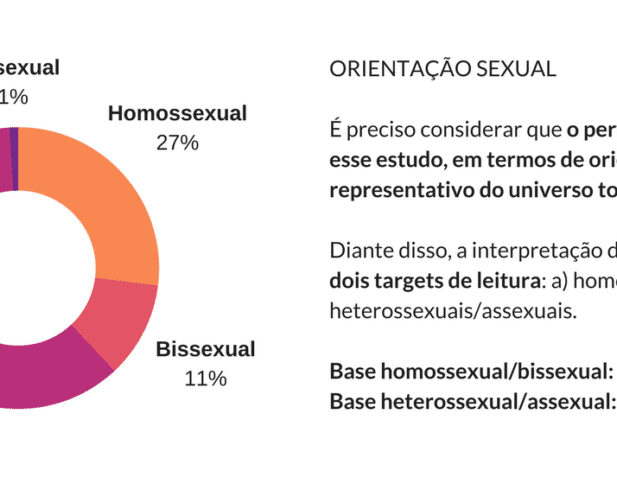 sexual
1%
Homossexual
27%
Bissexual
11%
ORIENTAÇÃO SEXUAL
É preciso considerar que o per
esse estudo, em termos de ori
representativo do universo to
Diante disso, a interpretação d
dois targets de leitura: a) hom
heterossexuais/assexuais.
Base homossexual/bissexual:
Base heterossexual/assexual: